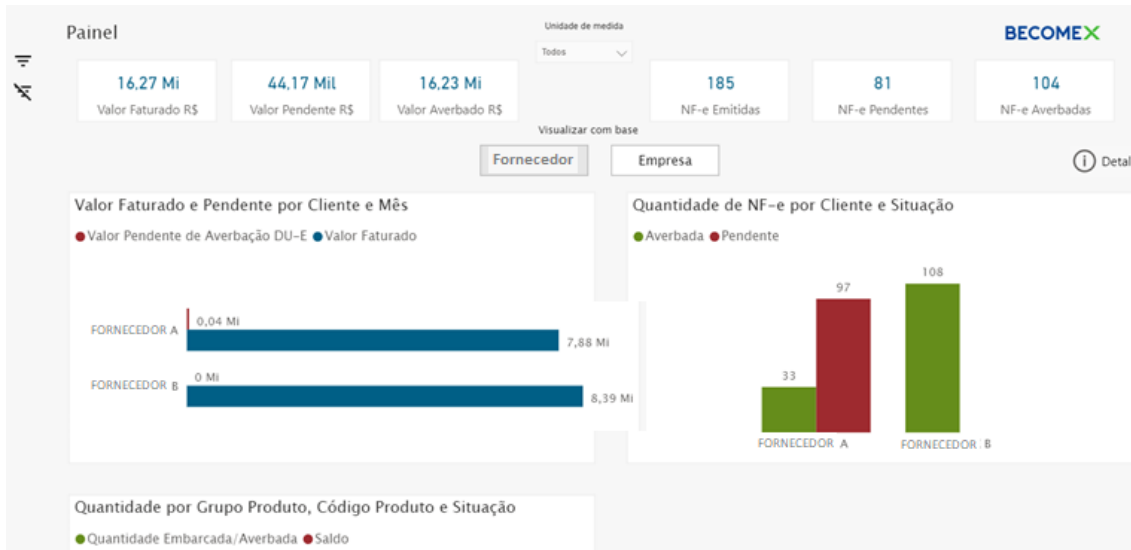 Painel
Unidade de medida
Todos
BECOMEX
16,27 Mi
Valor Faturado R$
44,17 Mil
Valor Pendente R$
16,23 Mi
Valor Averbado R$
185
NF-e Emitidas
81
NF-e Pendentes
104
NF-e Averbadas
Visualizar com base
Fornecedor
Empresa
i Detal
Valor Faturado e Pendente por Cliente e Mês
Valor Pendente de Averbação DU-E Valor Faturado
FORNECEDOR A
0,04 Mi
7,88 Mi
FORNECEDOR B
0 Mi
8,39 Mi
Quantidade de NF-e por Cliente e Situação
Averbada Pendente
33
97
108
FORNECEDOR A
FORNECEDOR B
Quantidade por Grupo Produto, Código Produto e Situação
Quantidade Embarcada/Averbada Saldo